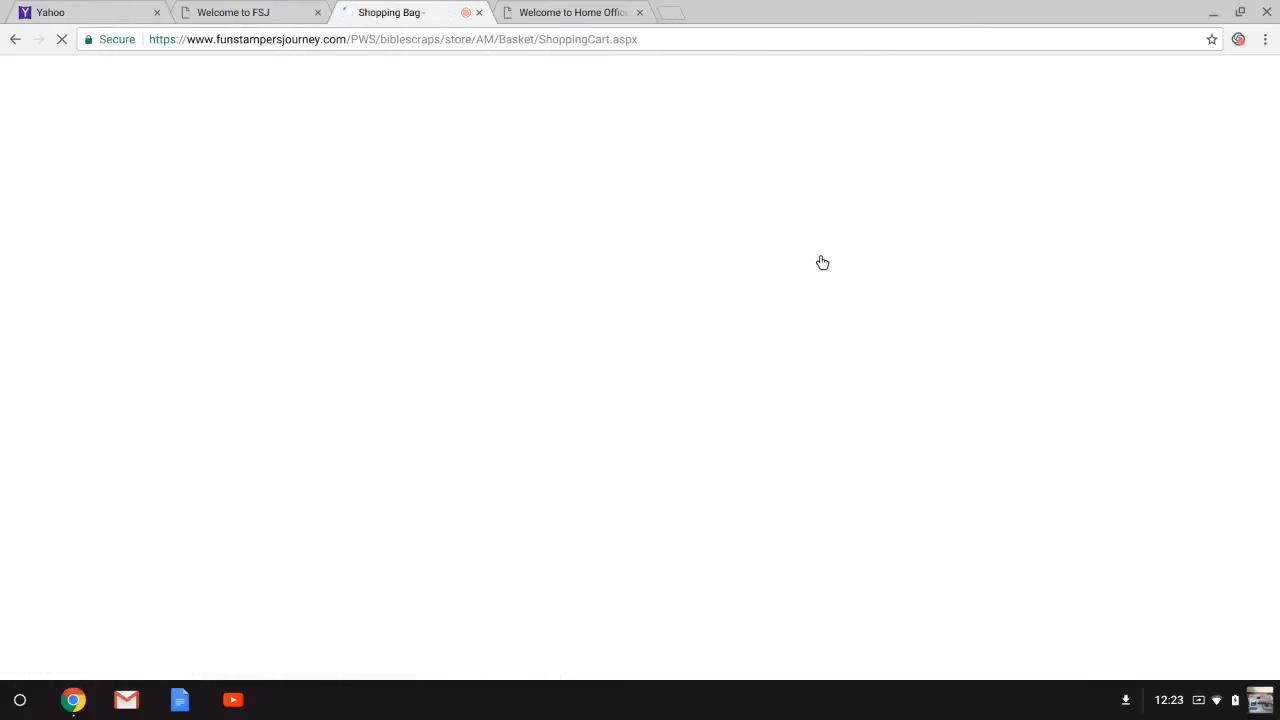 Yahoo
Welcome to FSJ
Shopping Bag -
Welcome to Home Offic
Secure
https://www.funstampersjourney.com/PWS/biblescraps/store/AM/Basket/ShoppingCart.aspx
12:23